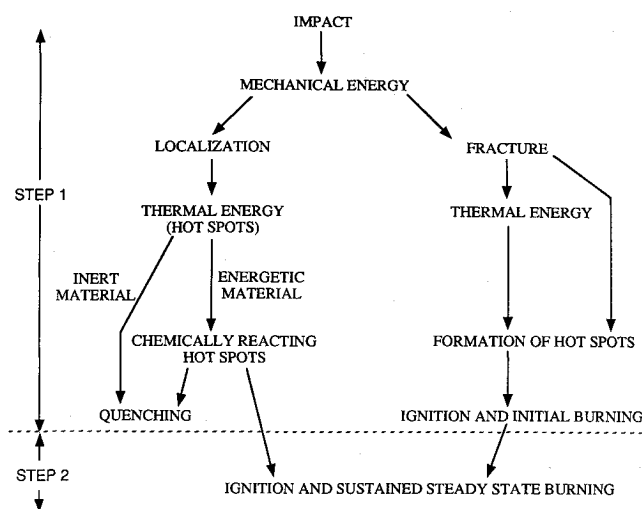 IMPACT
MECHANICAL ENERGY
LOCALIZATION
FRACTURE
STEP 1
THERMAL ENERGY
(HOT SPOTS)
THERMAL ENERGY
INERT
MATERIAL
ENERGETIC
MATERIAL
CHEMICALLY REACTING
HOT SPOTS
FORMATION OF HOT SPOTS
QUENCHING
IGNITION AND INITIAL BURNING
STEP 2
IGNITION AND SUSTAINED STEADY STATE BURNING